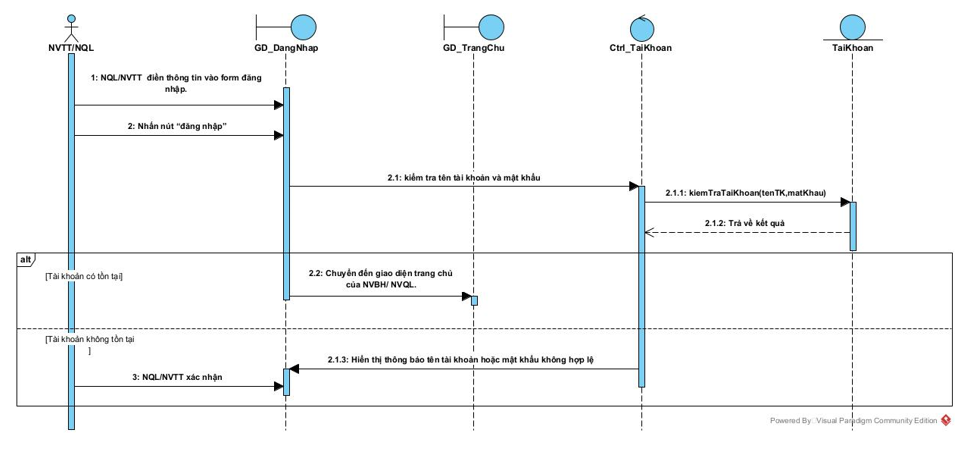 NVTT/NQL
GD_DangNhap
GD_TrangChu
Ctrl_TaiKhoan
TaiKhoan
1: NQL/NVTT điền thông tin vào form đăng
nhập.
2: Nhấn nút “đăng nhập”
2.1: kiểm tra tên tài khoản và mật khẩu
2.1.1: kiemTraTaiKhoan(tenTK,matKhau)
2.1.2: Trả về kết quả
alt
[Tài khoản có tồn tại]
2.2: Chuyển đến giao diện trang chủ
của NVBH/ NVQL.
[Tài khoản không tồn tại
]
2.1.3: Hiển thị thông báo tên tài khoản hoặc mật khẩu không hợp lệ
3: NQL/NVTT xác nhận
Powered By Visual Paradigm Community Edition